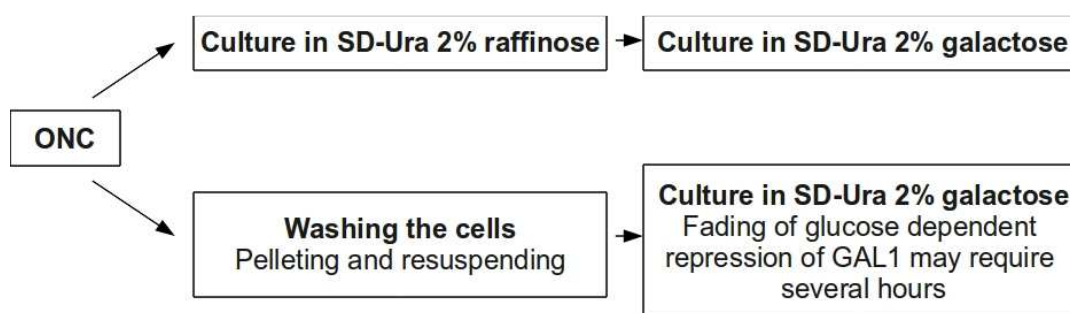 Culture in SD-Ura 2% raffinose
Culture in SD-Ura 2% galactose
ONC
Washing the cells
Pelleting and resuspending
Culture in SD-Ura 2% galactose
Fading of glucose dependent
repression of GAL1 may require
several hours